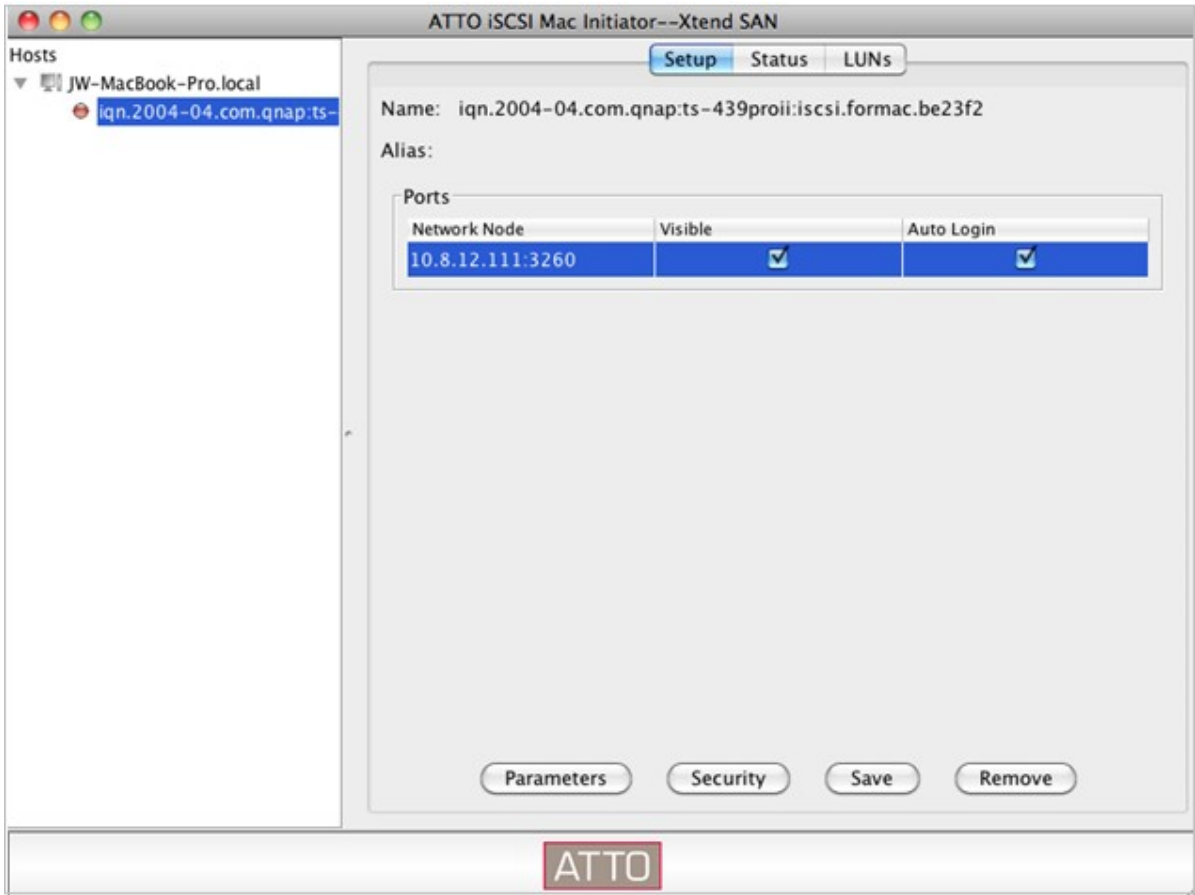 ATTO iSCSI Mac Initiator--Xtend SAN
Hosts
JW-MacBook-Pro.local
iqn.2004-04.com.qnap:ts-
Setup Status LUNs
Name: iqn.2004-04.com.qnap:ts-439proii:iscsi.formac.be23f2
Alias:
Ports
Network Node Visible Auto Login
10.8.12.111:3260
Parameters Security Save Remove
ATTO